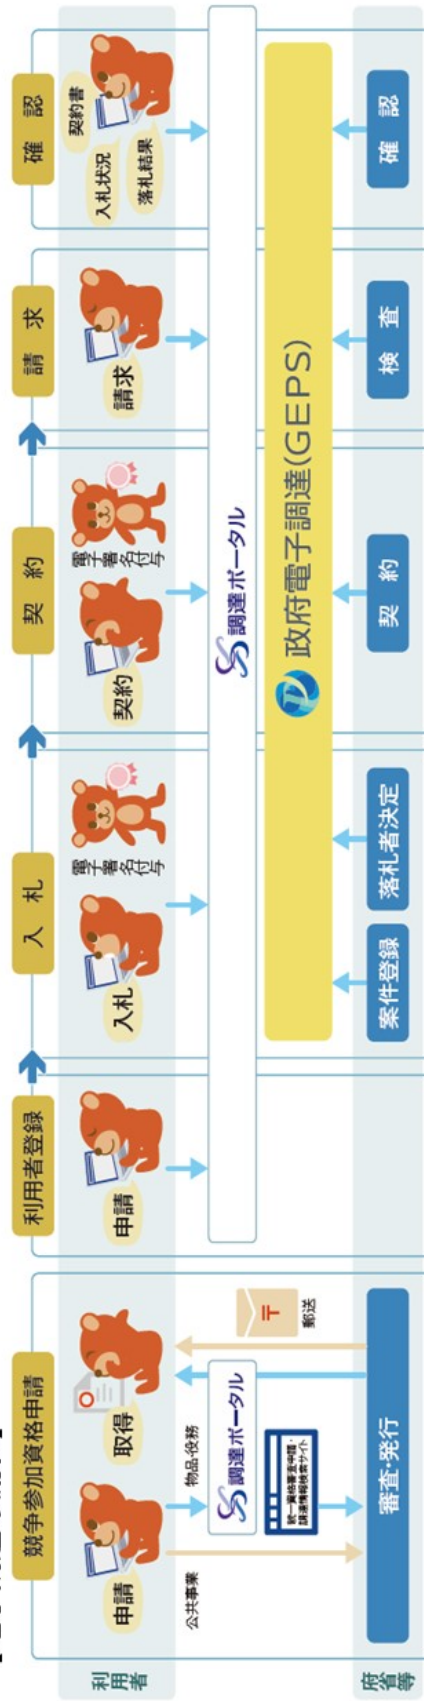 競争参加資格申請
利用者登録
入札
契約
請求
確認
利用者
申請
取得
申請
入札
電子署名付与
契約
電子署名付与
請求
契約書
入札状況
落札結果
公共事業
物品・役務
郵送
調達ポータル
統一資格審査申請・
調達情報検索サイト
調達ポータル
政府電子調達(GEPS)
府省等
審査・発行
案件登録
落札者決定
契約
検査
確認